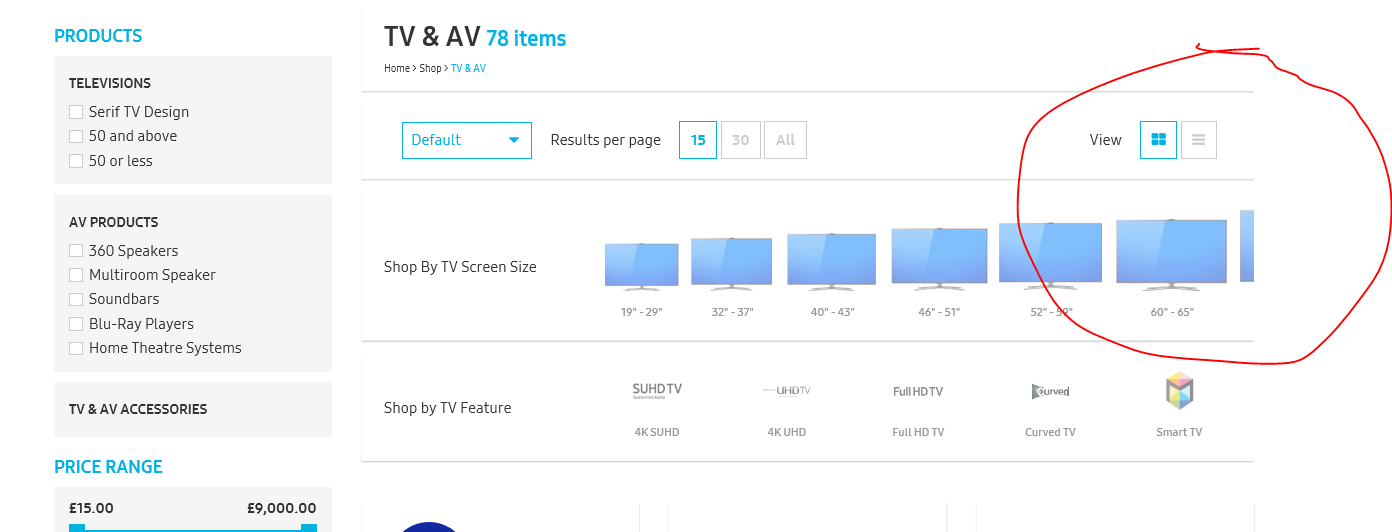 PRODUCTS
TELEVISIONS
Serif TV Design
50 and above
50 or less
AV PRODUCTS
360 Speakers
Multiroom Speaker
Soundbars
Blu-Ray Players
Home Theatre Systems
TV & AV ACCESSORIES
PRICE RANGE
£15.00 £9,000.00
TV & AV 78 items
Home > Shop > TV & AV
Default Results per page 15 30 All View
Shop By TV Screen Size
19" - 29" 32" - 37" 40" - 43" 46" - 51" 52" - 59" 60" - 65"
Shop by TV Feature
SUHD TV UHD TV Full HD TV Curved
Quantum dot display
4K SUHD 4K UHD Full HD TV Curved TV Smart TV